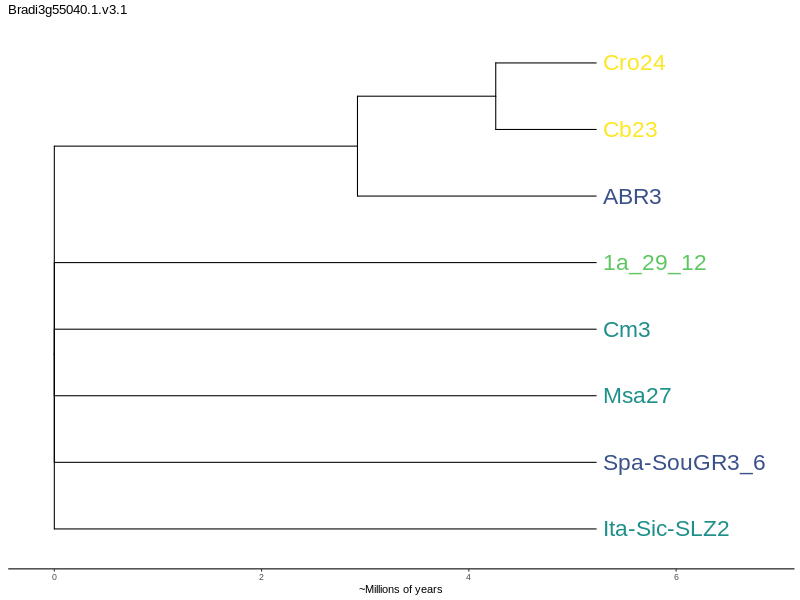 Bradi3g55040.1.v3.1
Cro24
Cb23
ABR3
1a_29_12
Cm3
Msa27
Spa-SouGR3_6
Ita-Sic-SLZ2
0 2 4 6
~Millions of years